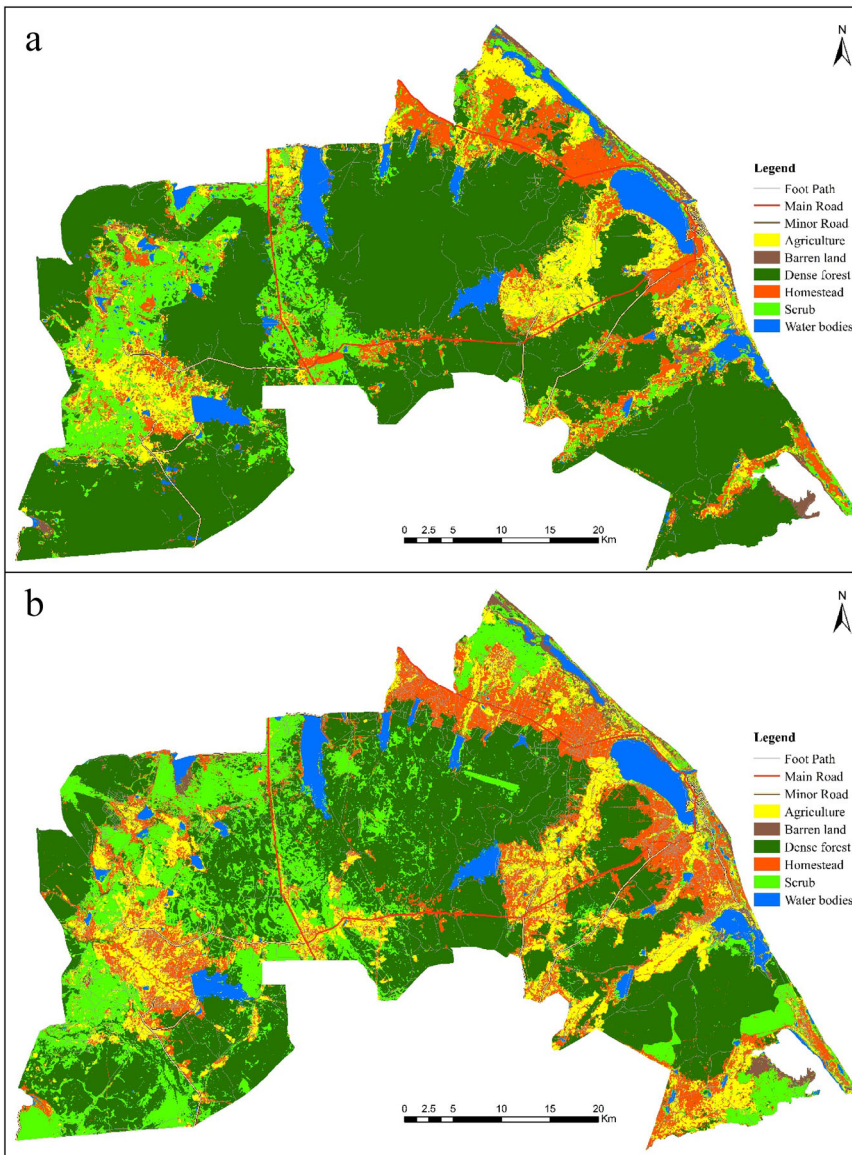 a
N
Legend
Foot Path
Main Road
Minor Road
Agriculture
Barren land
Dense forest
Homestead
Scrub
Water bodies
0 2.5 5 10 15 20
Km
b
N
Legend
Foot Path
Main Road
Minor Road
Agriculture
Barren land
Dense forest
Homestead
Scrub
Water bodies
0 2.5 5 10 15 20
Km